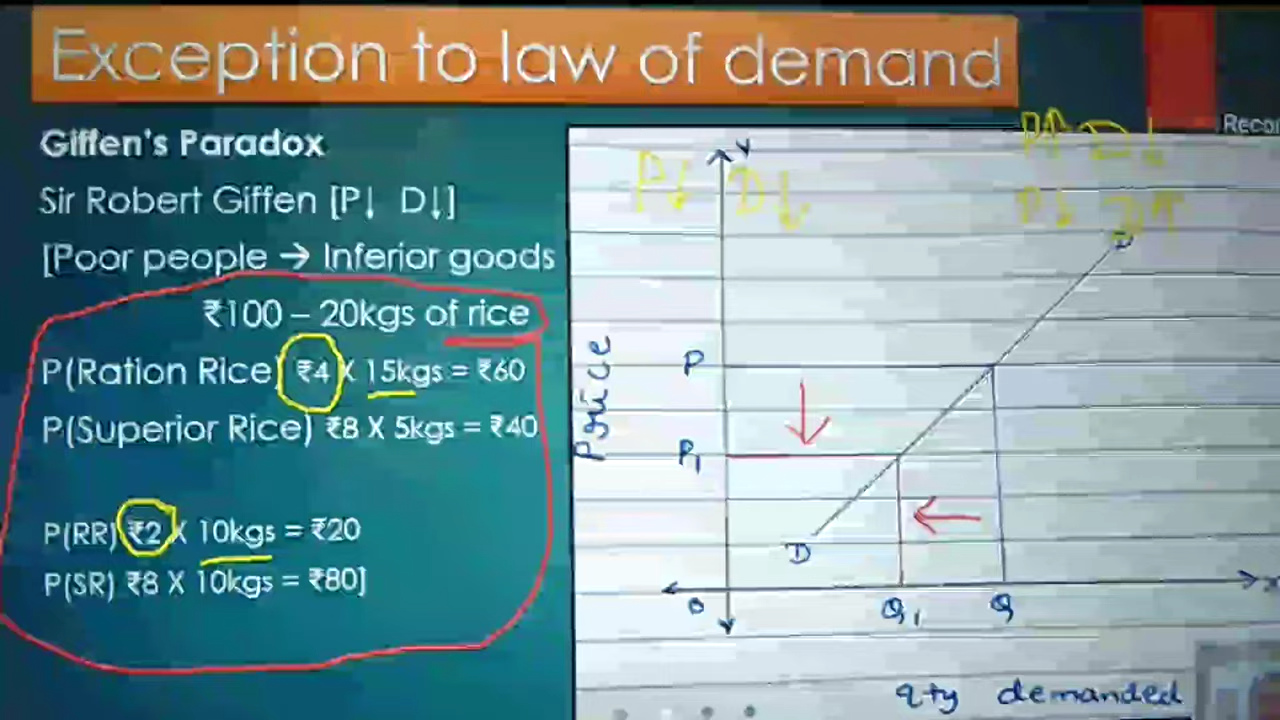 Exception to law of demand
Recor
Giffen's Paradox
Sir Robert Giffen [P↓ D↓]
[Poor people → Inferior goods
₹100 – 20kgs of rice
P(Ration Rice) ₹4 X 15kgs = ₹60
P(Superior Rice) ₹8 X 5kgs = ₹40
P(RR) ₹2 X 10kgs = ₹20
P(SR) ₹8 X 10kgs = ₹80]
P↑ D↓
P↓ D↑
P↓ D↓
Y
D
Price
P
P1
D
O
Q1 Q
X
qty demanded